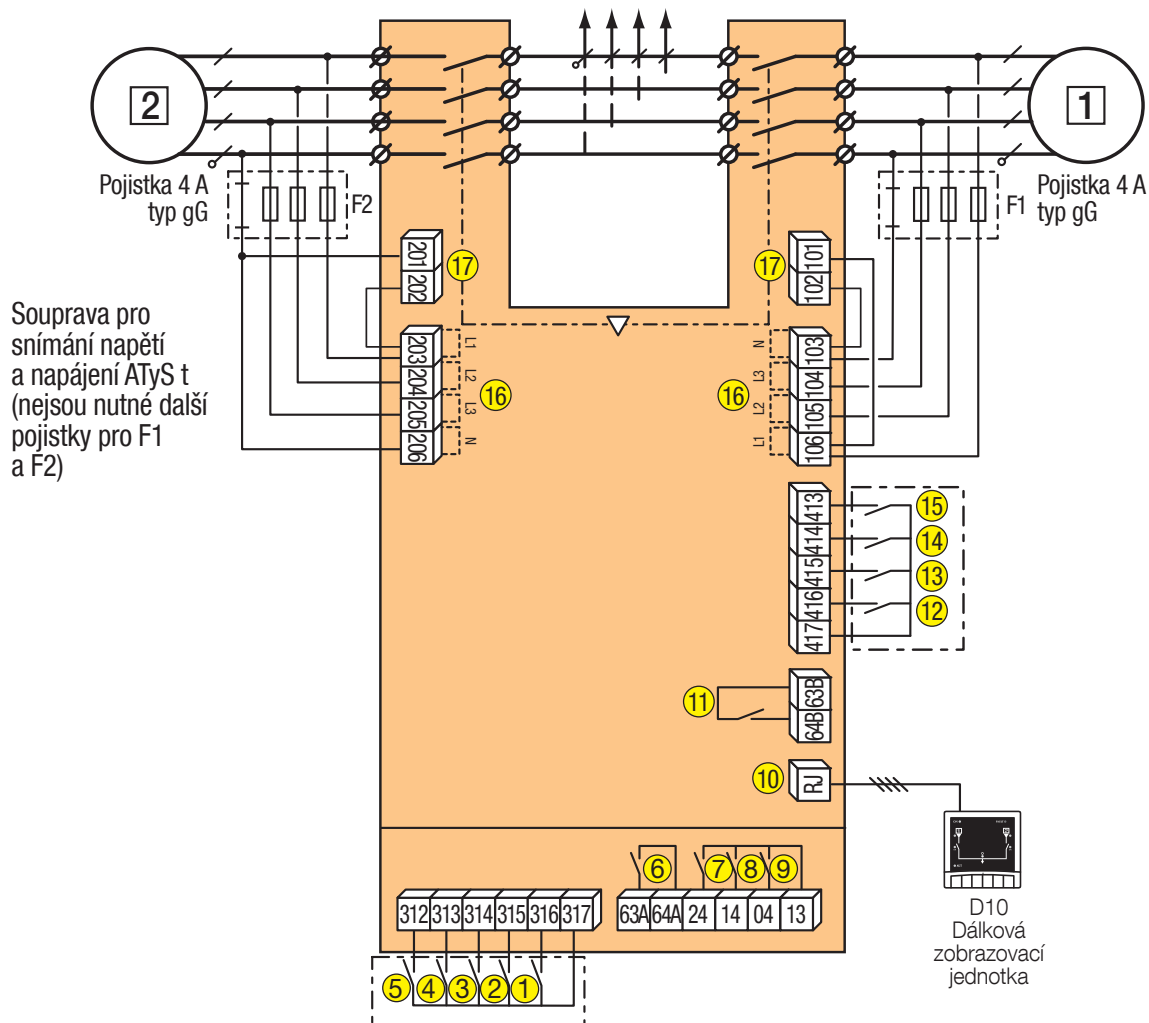 2
1
Pojistka 4 A
typ gG
F2
F1
Pojistka 4 A
typ gG
201
202
17
17
101
102
Souprava pro
snímání napětí
a napájení ATyS t
(nejsou nutné další
pojistky pro F1
a F2)
203
204
205
206
L1
L2
L3
N
16
16
N
L3
L2
L1
103
104
105
106
413
414
415
416
417
15
14
13
12
11
63B
64B
10
RJ
D10
Dálková
zobrazovací
jednotka
6
7
8
9
312
313
314
315
316
317
63A
64A
24
14
04
13
5
4
3
2
1